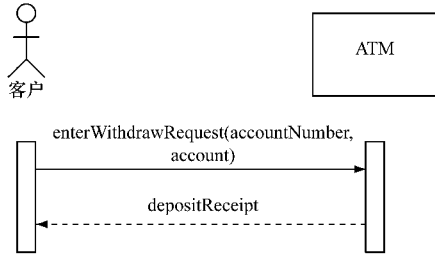 客户
ATM
enterWithdrawRequest(accountNumber,
account)
depositReceipt